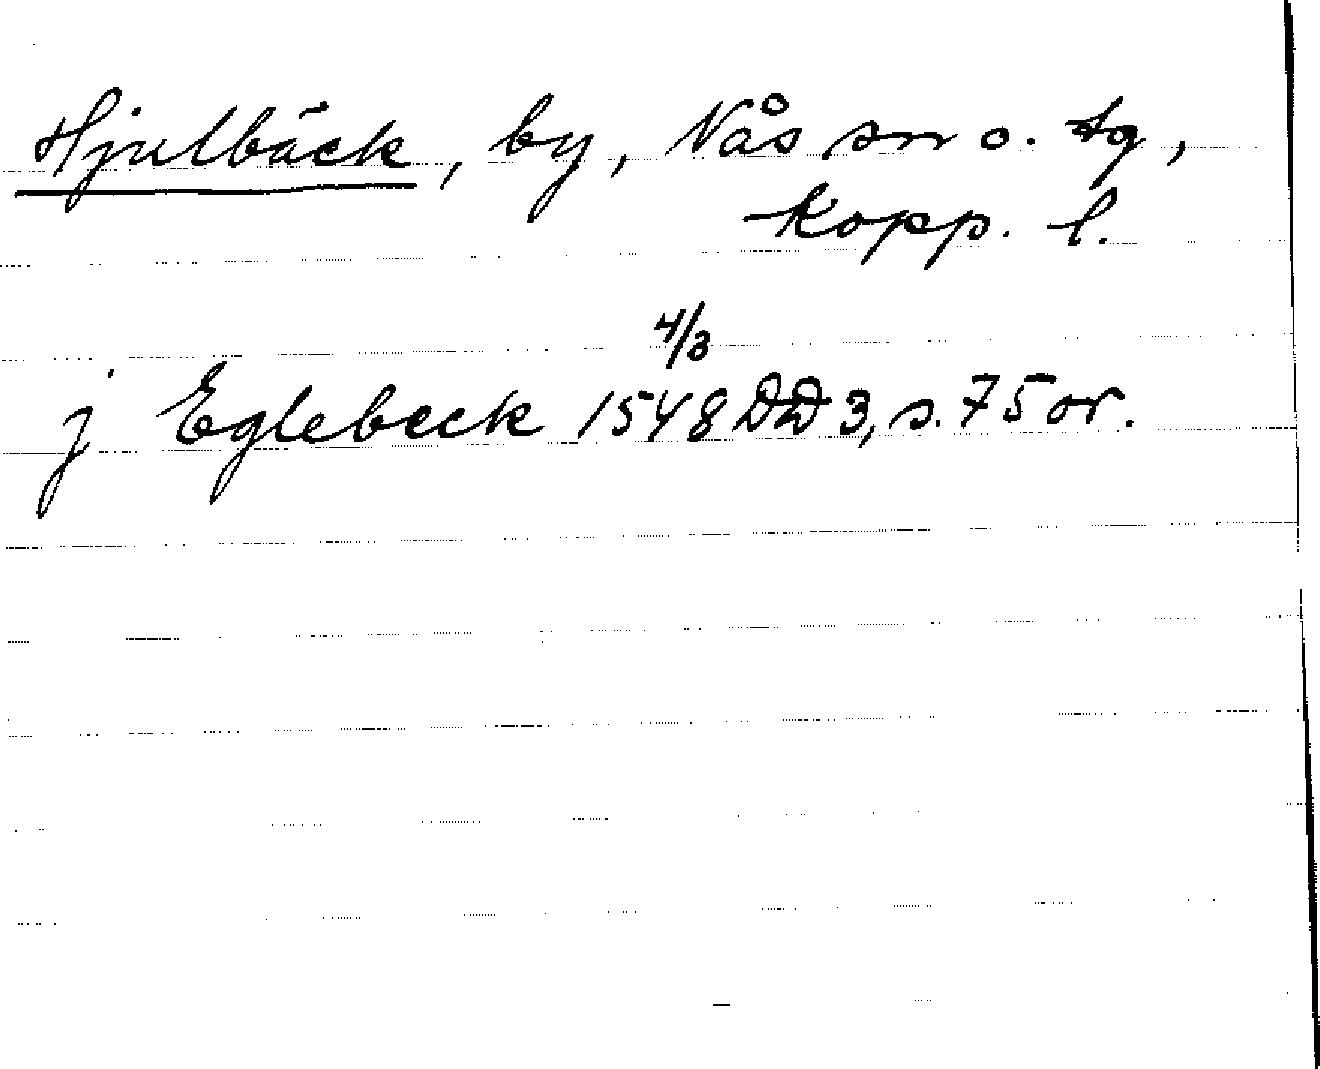 Hjulbäck, by, Nås sn o. tg,
Kopp. l.
4/3
j Eglebeck 1548 DD 3, s. 75 or.